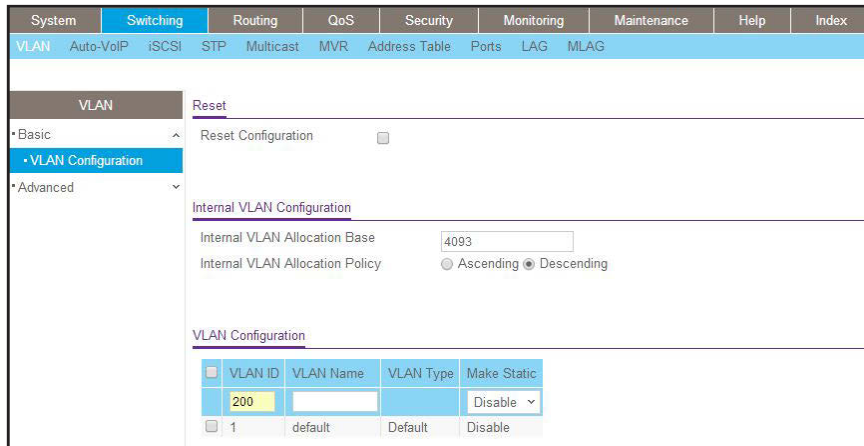 System Switching Routing QoS Security Monitoring Maintenance Help Index
VLAN Auto-VoIP iSCSI STP Multicast MVR Address Table Ports LAG MLAG
VLAN
Basic
VLAN Configuration
Advanced
Reset
Reset Configuration
Internal VLAN Configuration
Internal VLAN Allocation Base 4093
Internal VLAN Allocation Policy Ascending Descending
VLAN Configuration
VLAN ID VLAN Name VLAN Type Make Static
200 Disable
1 default Default Disable